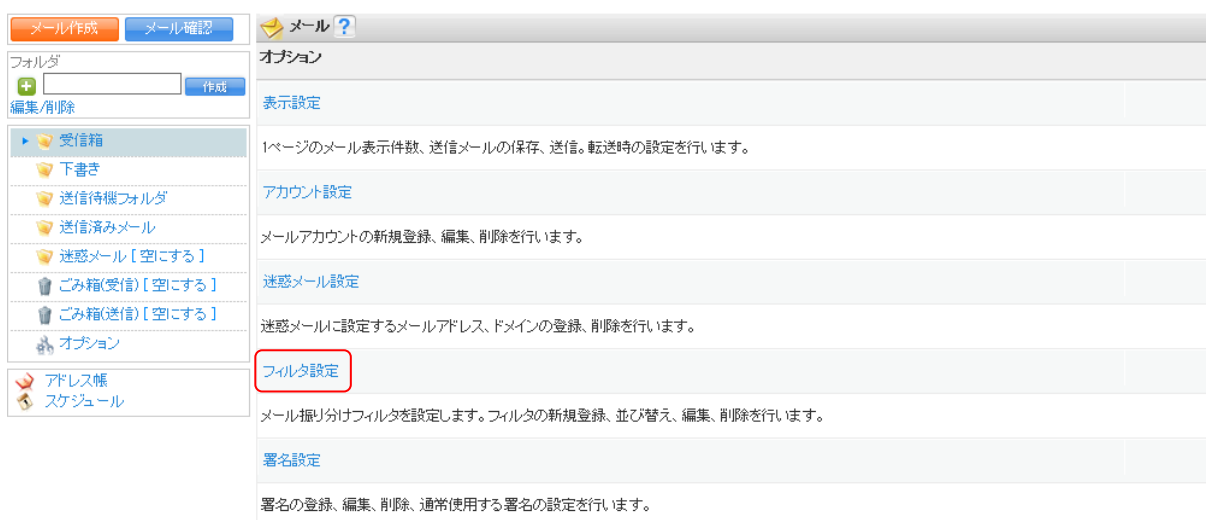 メール作成
メール確認
フォルダ
作成
編集/削除
受信箱
下書き
送信待機フォルダ
送信済みメール
迷惑メール [ 空にする ]
ごみ箱(受信) [ 空にする ]
ごみ箱(送信) [ 空にする ]
オプション
アドレス帳
スケジュール
メール ?
オプション
表示設定
1ページのメール表示件数、送信メールの保存、送信。転送時の設定を行います。
アカウント設定
メールアカウントの新規登録、編集、削除を行います。
迷惑メール設定
迷惑メールに設定するメールアドレス、ドメインの登録、削除を行います。
フィルタ設定
メール振り分けフィルタを設定します。フィルタの新規登録、並び替え、編集、削除を行います。
署名設定
署名の登録、編集、削除、通常使用する署名の設定を行います。